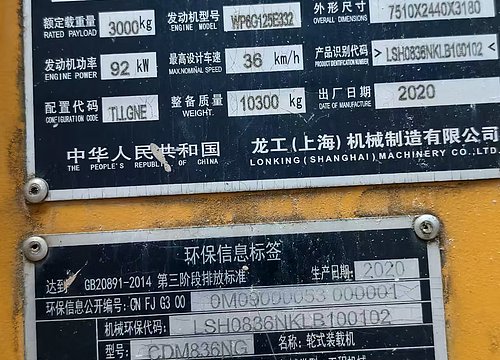 额定载重量 3000kg 发动机型号 WP6G125E332 外形尺寸 7510X2440X3180
RATED PAYLOAD ENGINE MODEL OVERALL DIMENSIONS
发动机功率 92 kW 最高设计车速 36 km/h 产品识别代码 >LSH0836NKLB100102<
ENGINE POWER MAX.NOMINAL SPEED PRODUCT IDENTIFICATION NUMBER
配置代码 TLLGNE 整备质量 10300 kg 出厂日期 2020
CONFIGURATION CODE WEIGHT. DATE OF MANUFACTURE
中华人民共和国 龙工(上海)机械制造有限公司
THE PEOPLE'S REPUBLIC OF CHINA LONKING (SHANGHAI) MACHINERY CO.,LTD.
环保信息标签
达到 GB20891-2014 第三阶段排放标准 生产日期: 2020
环保信息公开编号: CN FJ G3 00 0M09000053 000001
机械环保代码: LSH0836NKLB100102
型号: CDM836NG 名称: 轮式装载机